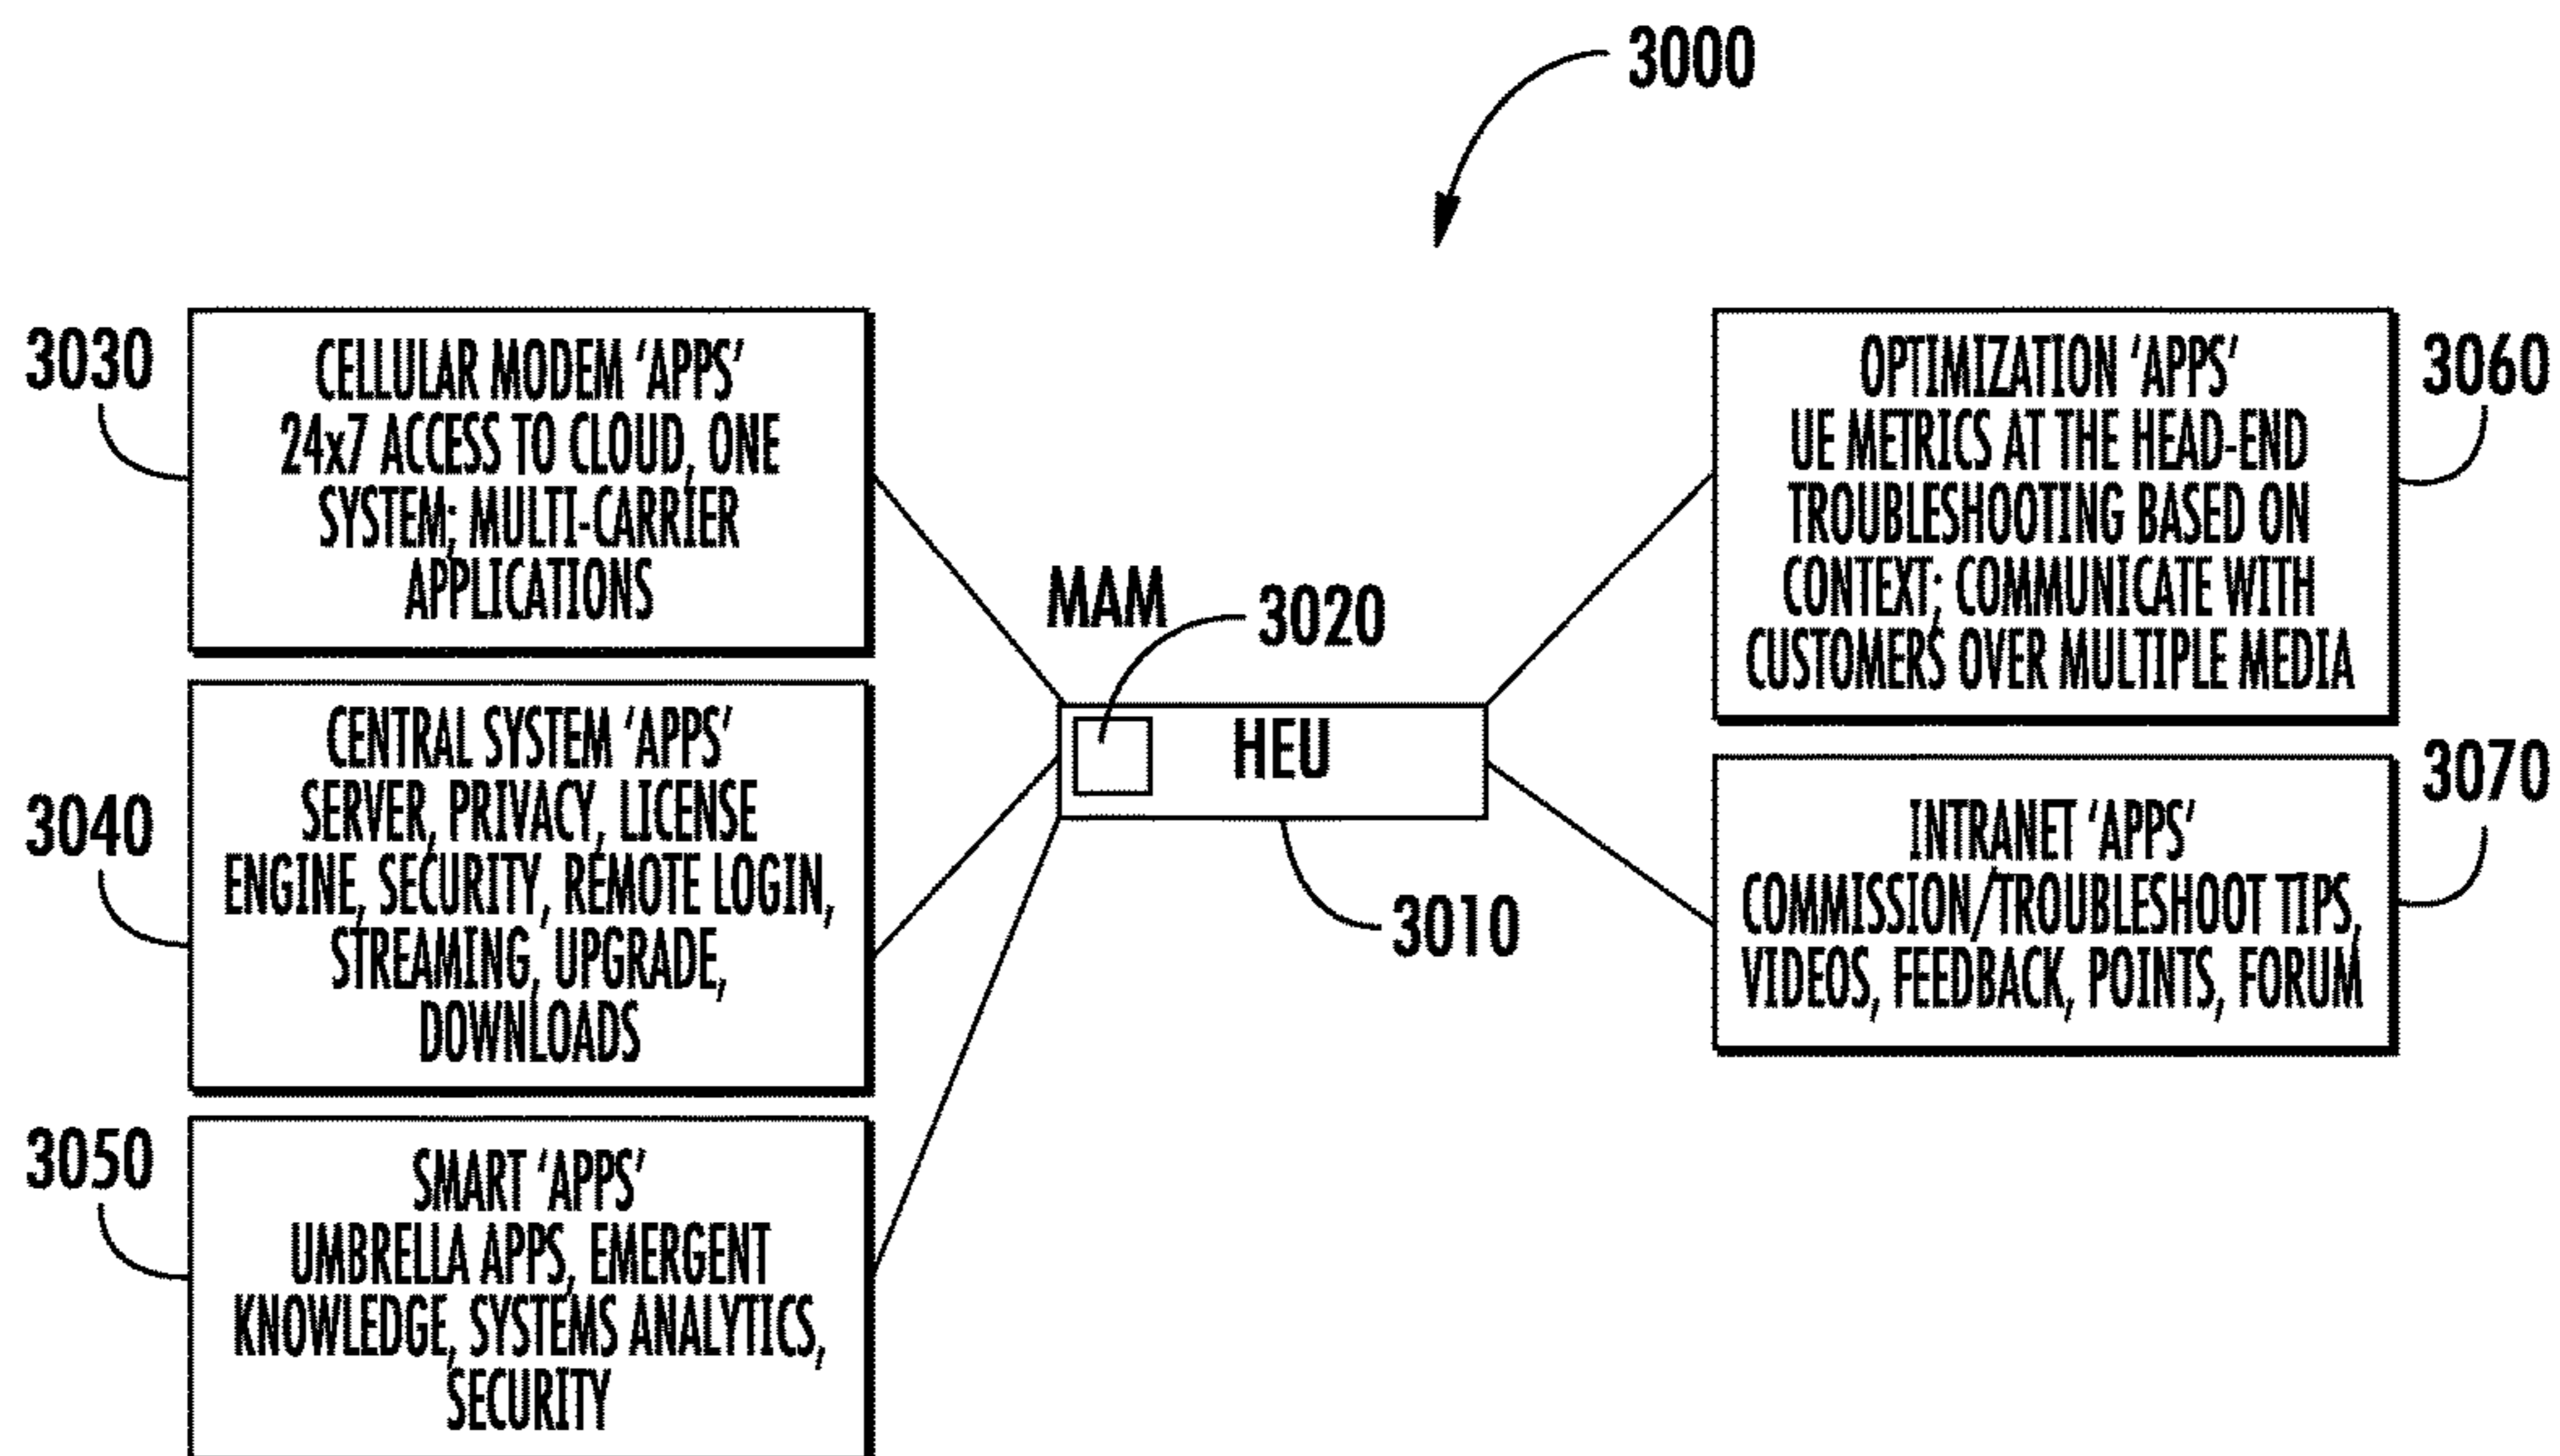 3000
3030
CELLULAR MODEM 'APPS'
24x7 ACCESS TO CLOUD, ONE
SYSTEM; MULTI-CARRIER
APPLICATIONS
3040
CENTRAL SYSTEM 'APPS'
SERVER, PRIVACY, LICENSE
ENGINE, SECURITY, REMOTE LOGIN,
STREAMING, UPGRADE,
DOWNLOADS
3050
SMART 'APPS'
UMBRELLA APPS, EMERGENT
KNOWLEDGE, SYSTEMS ANALYTICS,
SECURITY
MAM
3020
HEU
3010
OPTIMIZATION 'APPS'
UE METRICS AT THE HEAD-END
TROUBLESHOOTING BASED ON
CONTEXT; COMMUNICATE WITH
CUSTOMERS OVER MULTIPLE MEDIA
3060
INTRANET 'APPS'
COMMISSION/TROUBLESHOOT TIPS,
VIDEOS, FEEDBACK, POINTS, FORUM
3070